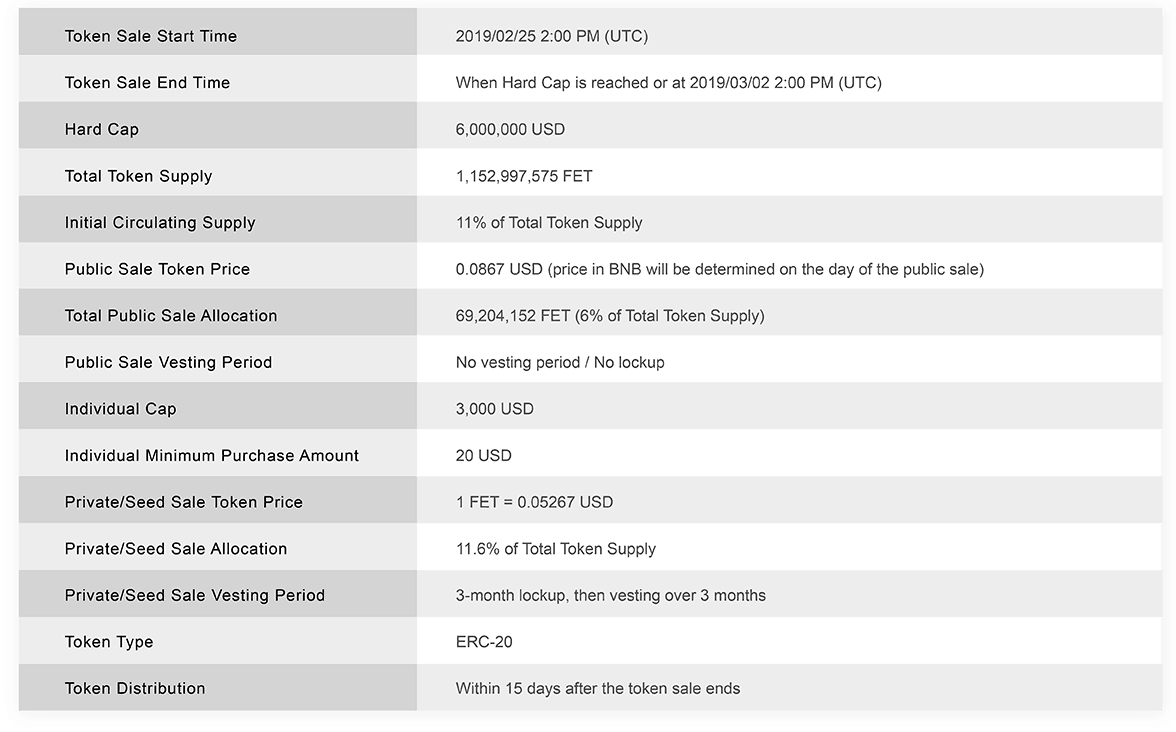 Token Sale Start Time 2019/02/25 2:00 PM (UTC)
Token Sale End Time When Hard Cap is reached or at 2019/03/02 2:00 PM (UTC)
Hard Cap 6,000,000 USD
Total Token Supply 1,152,997,575 FET
Initial Circulating Supply 11% of Total Token Supply
Public Sale Token Price 0.0867 USD (price in BNB will be determined on the day of the public sale)
Total Public Sale Allocation 69,204,152 FET (6% of Total Token Supply)
Public Sale Vesting Period No vesting period / No lockup
Individual Cap 3,000 USD
Individual Minimum Purchase Amount 20 USD
Private/Seed Sale Token Price 1 FET = 0.05267 USD
Private/Seed Sale Allocation 11.6% of Total Token Supply
Private/Seed Sale Vesting Period 3-month lockup, then vesting over 3 months
Token Type ERC-20
Token Distribution Within 15 days after the token sale ends